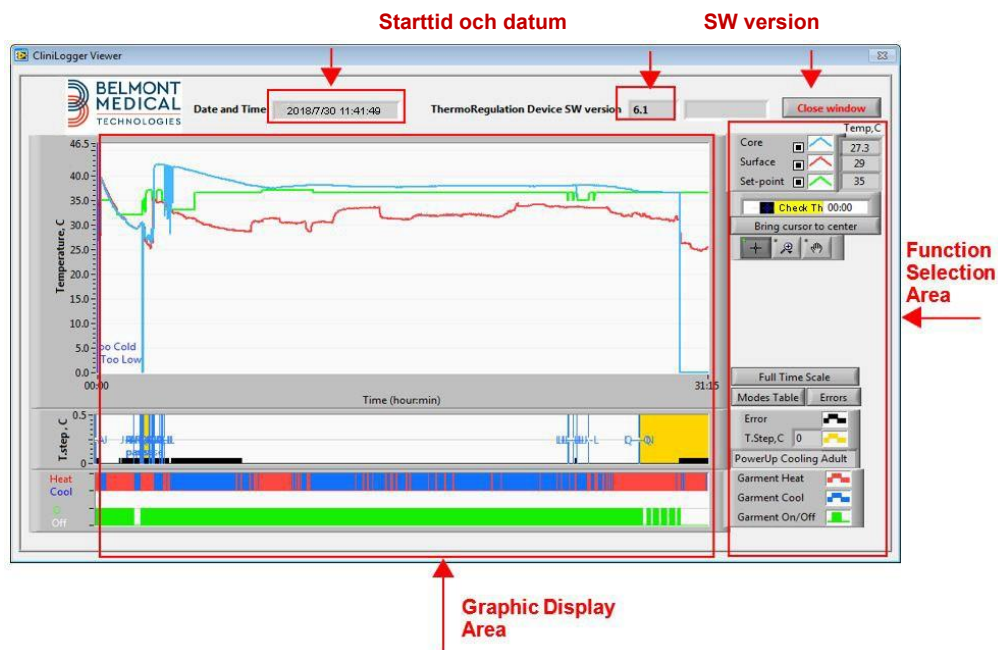 Starttid och datum
SW version
CliniLogger Viewer
BELMONT
MEDICAL
TECHNOLOGIES
Date and Time
2018/7/30 11:41:49
ThermoRegulation Device SW version
6.1
Close window
Temp,C
46.5
40.0
35.0
30.0
25.0
20.0
15.0
10.0
5.0
0.0
Temperature, C
oo Cold
Too Low
00:00
31:15
Time (hour:min)
Core
27.3
Surface
29
Set-point
35
Check Th 00:00
Bring cursor to center
Function
Selection
Area
Full Time Scale
Modes Table
Errors
0.5
0
T.step, C
Error
T.Step, C 0
PowerUp Cooling Adult
Heat
Cool
Off
Garment Heat
Garment Cool
Garment On/Off
Graphic Display
Area